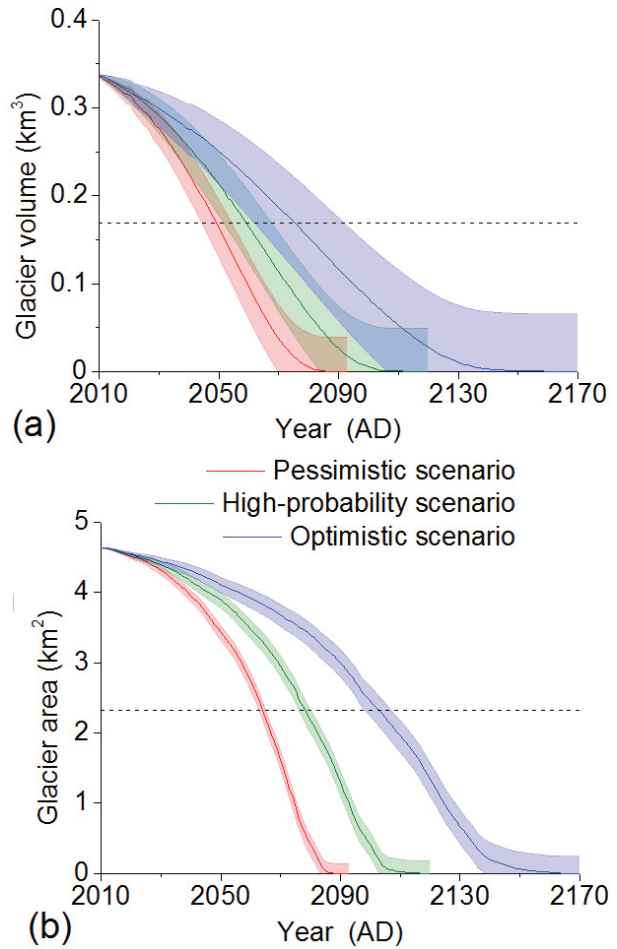 0.4
0.3
0.2
0.1
0
Glacier volume (km³)
2010 2050 2090 2130 2170
Year (AD)
(a)
Pessimistic scenario
High-probability scenario
Optimistic scenario
5
4
3
2
1
0
Glacier area (km²)
2010 2050 2090 2130 2170
Year (AD)
(b)